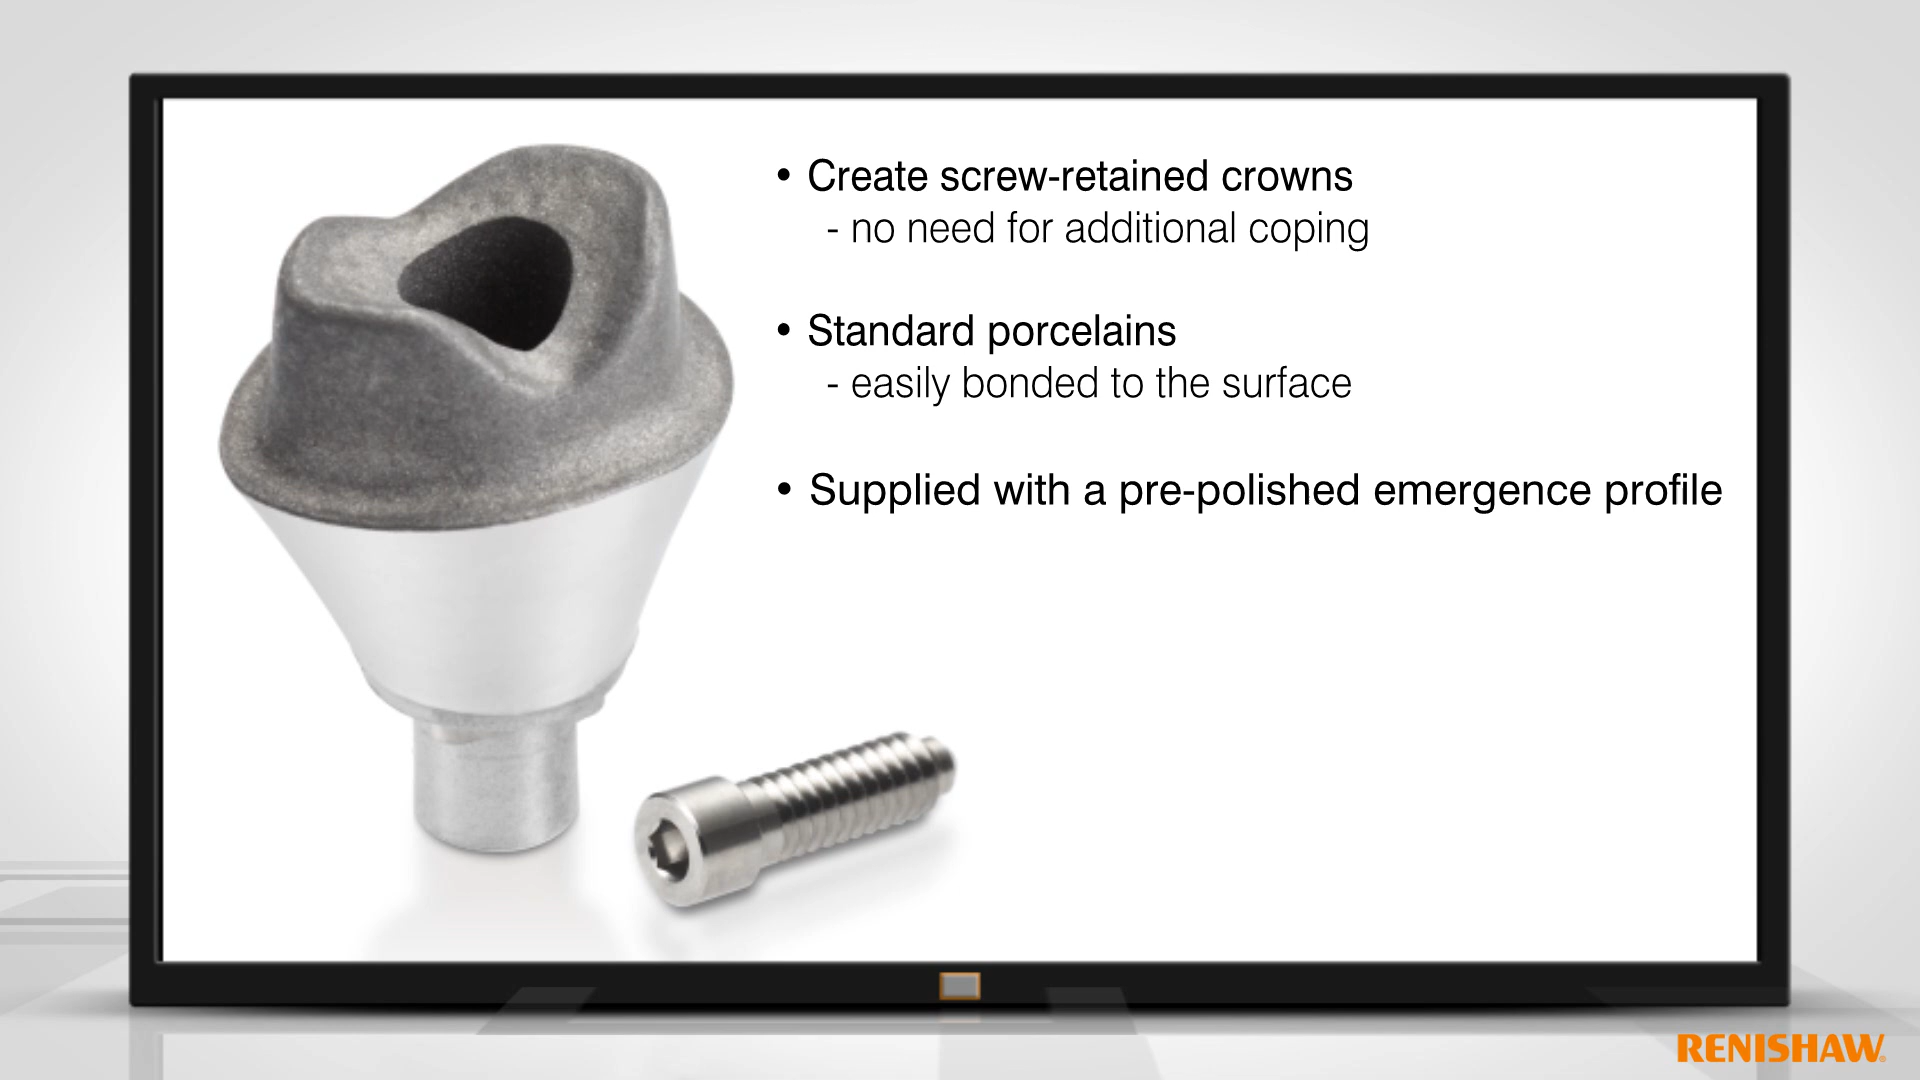 • Create screw-retained crowns
- no need for additional coping
• Standard porcelains
- easily bonded to the surface
• Supplied with a pre-polished emergence profile
RENISHAW